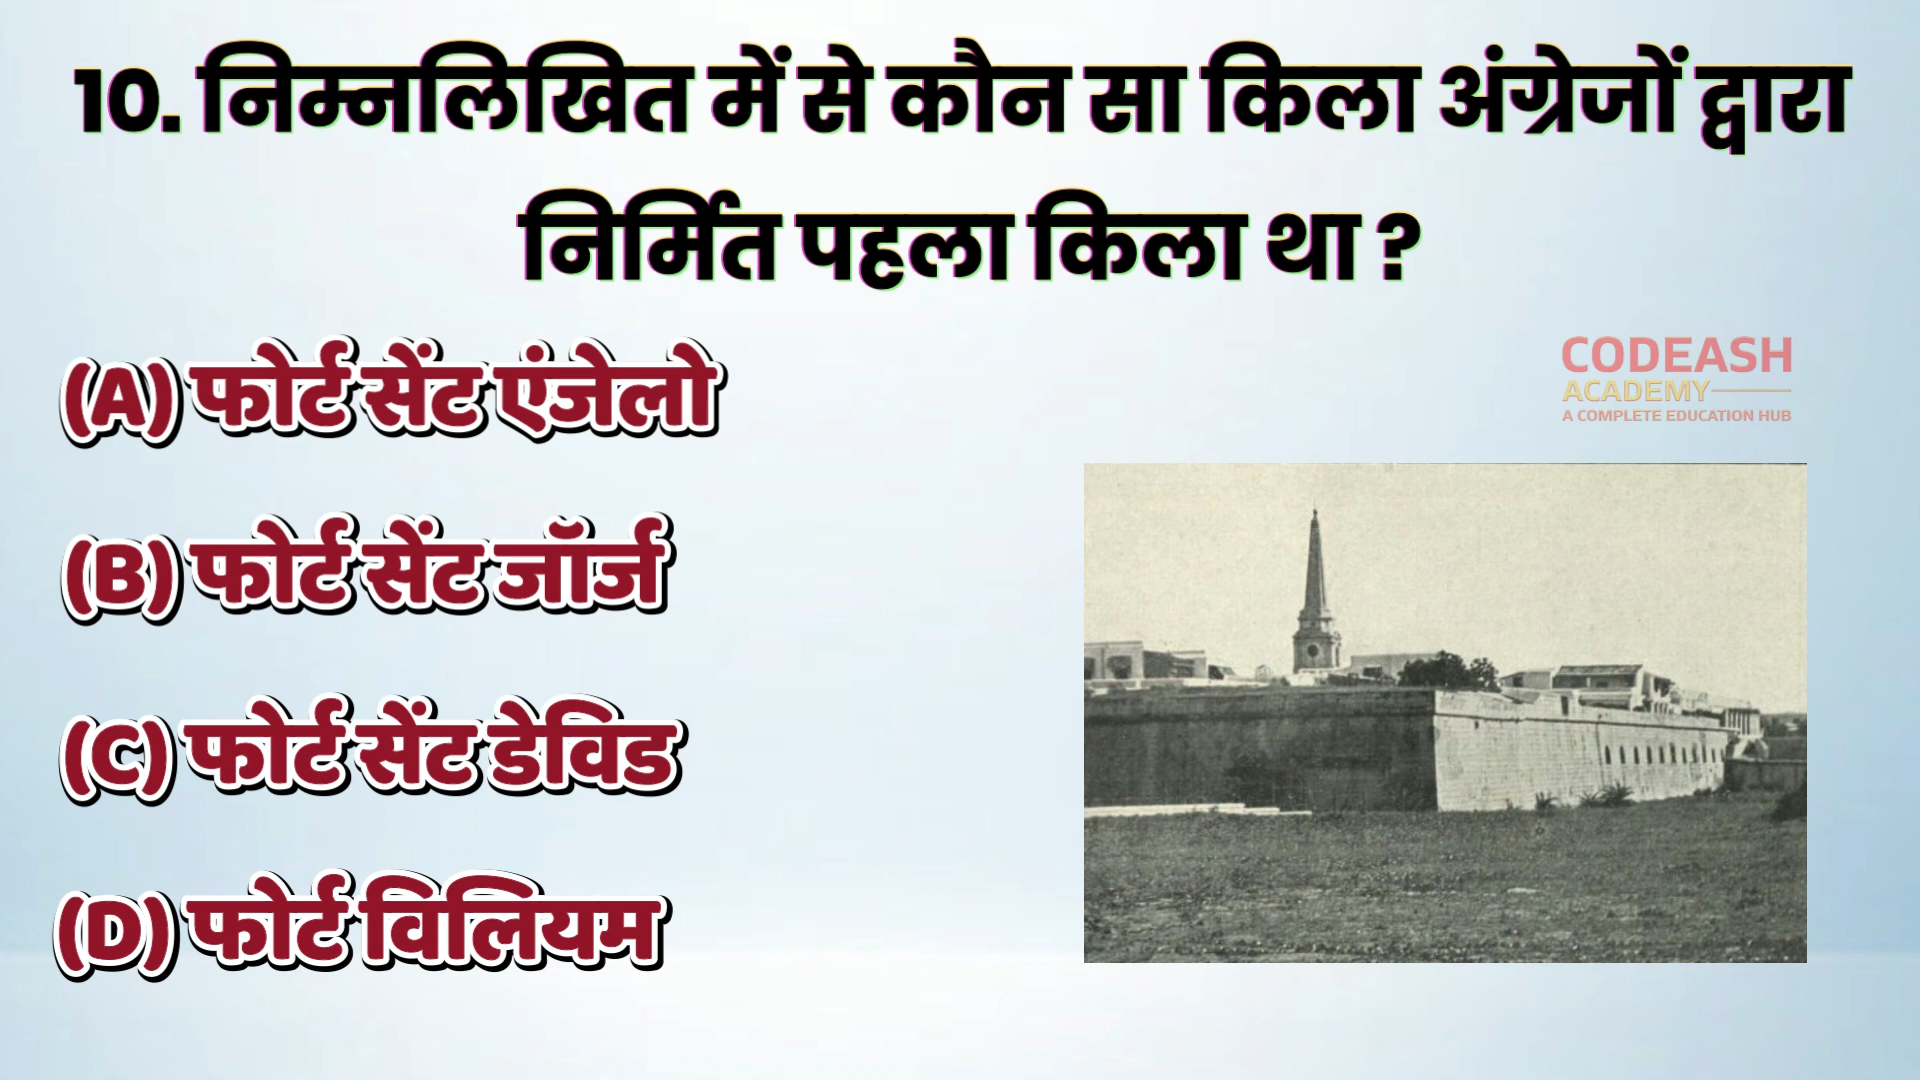 10. निम्नलिखित में से कौन सा किला अंग्रेजों द्वारा
निर्मित पहला किला था ?
(A) फोर्ट सेंट एंजेलो
(B) फोर्ट सेंट जॉर्ज
(C) फोर्ट सेंट डेविड
(D) फोर्ट विलियम
CODEASH
ACADEMY
A COMPLETE EDUCATION HUB